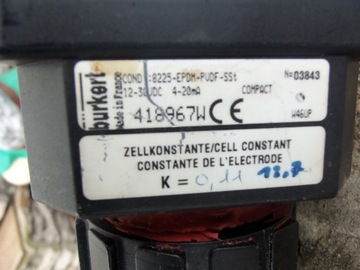 bürkert
Made in France
COND :8225-EPDM-PVDF-SSt N=03843
12-30VDC 4-20mA COMPACT
418967W CE W46UP
ZELLKONSTANTE/CELL CONSTANT
CONSTANTE DE L'ELECTRODE
K = 0,11 13.7